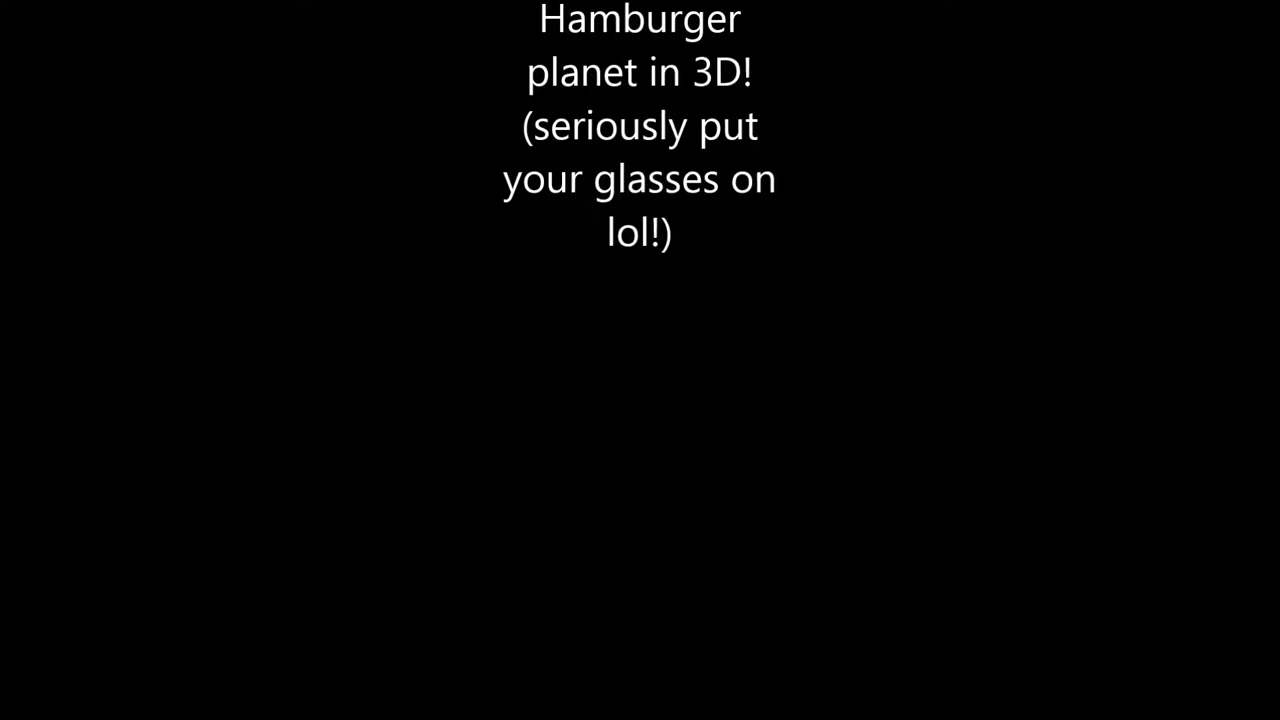 Hamburger
planet in 3D!
(seriously put
your glasses on
lol!)